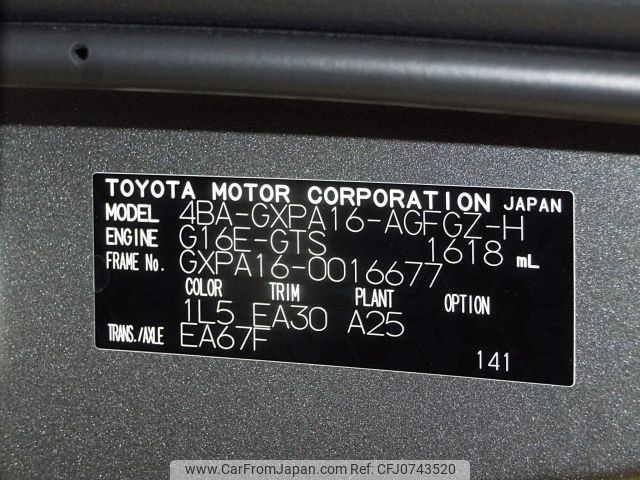 TOYOTA MOTOR CORPORATION JAPAN
MODEL 4BA-GXPA16-AGFGZ-H
ENGINE G16E-GTS 1618 mL
FRAME No. GXPA16-0016677
COLOR TRIM PLANT OPTION
1L5 EA30 A25
TRANS./AXLE EA67F
141
www.CarFromJapan.com - Ref:CFJ0743520